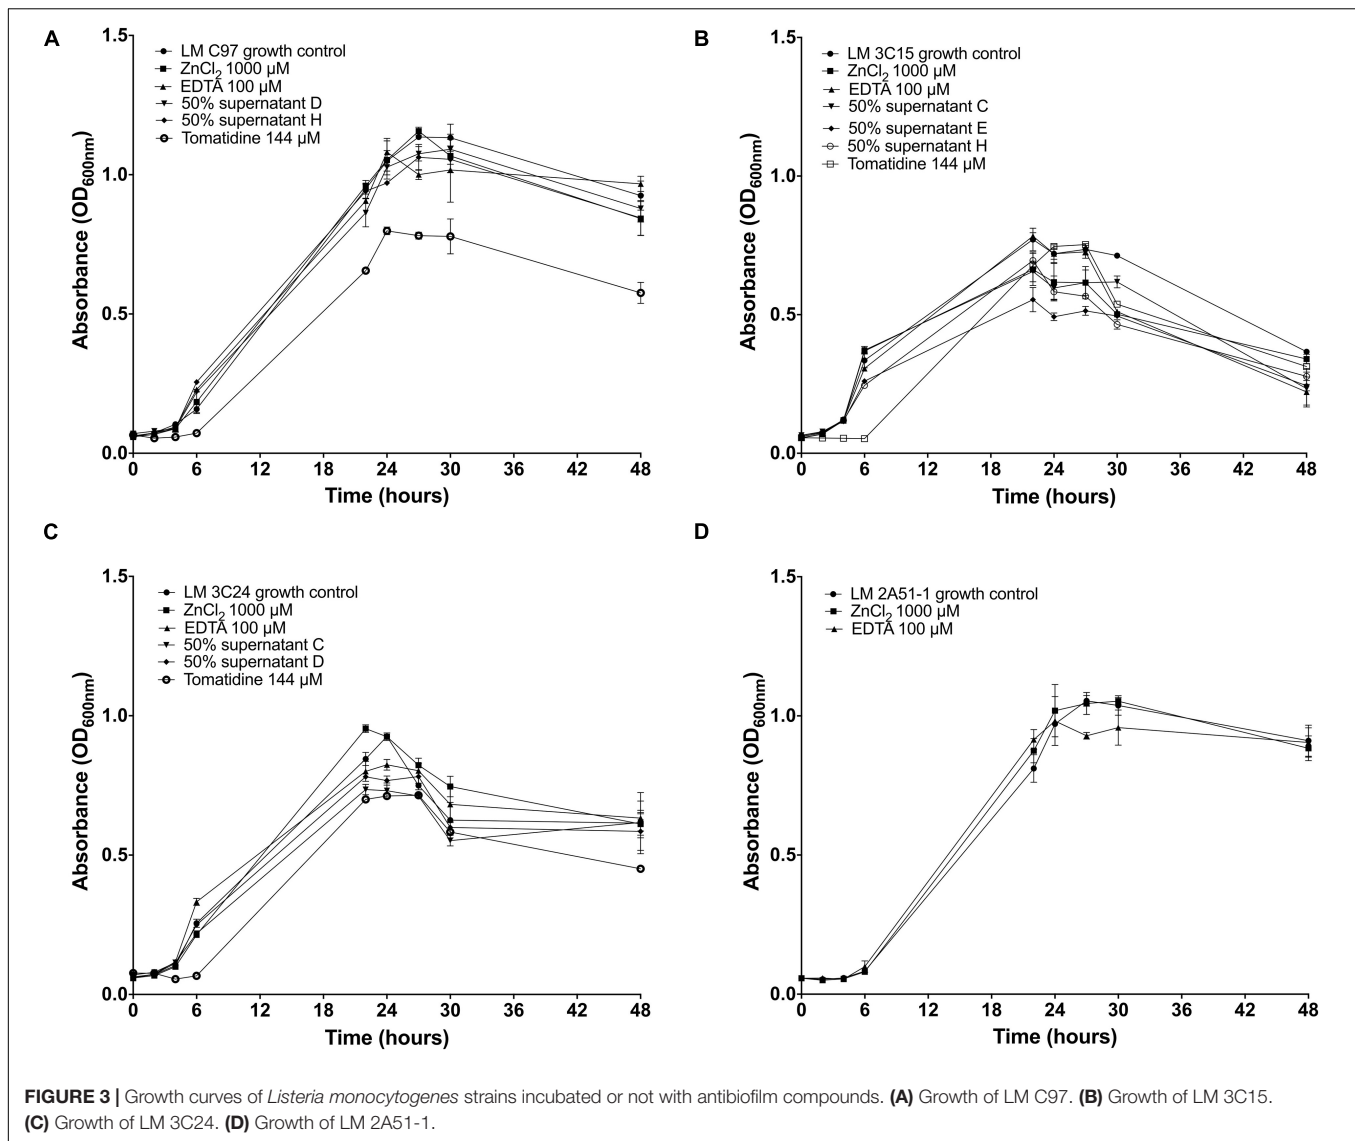 A
1.5
LM C97 growth control
ZnCl2 1000 µM
EDTA 100 µM
50% supernatant D
50% supernatant H
Tomatidine 144 µM
1.0
0.5
0.0
Absorbance (OD600nm)
0 6 12 18 24 30 36 42 48
Time (hours)
B
1.5
LM 3C15 growth control
ZnCl2 1000 µM
EDTA 100 µM
50% supernatant C
50% supernatant E
50% supernatant H
Tomatidine 144 µM
1.0
0.5
0.0
Absorbance (OD600nm)
0 6 12 18 24 30 36 42 48
Time (hours)
C
1.5
LM 3C24 growth control
ZnCl2 1000 µM
EDTA 100 µM
50% supernatant C
50% supernatant D
Tomatidine 144 µM
1.0
0.5
0.0
Absorbance (OD600nm)
0 6 12 18 24 30 36 42 48
Time (hours)
D
1.5
LM 2A51-1 growth control
ZnCl2 1000 µM
EDTA 100 µM
1.0
0.5
0.0
Absorbance (OD600nm)
0 6 12 18 24 30 36 42 48
Time (hours)
FIGURE 3 | Growth curves of Listeria monocytogenes strains incubated or not with antibiofilm compounds. (A) Growth of LM C97. (B) Growth of LM 3C15.
(C) Growth of LM 3C24. (D) Growth of LM 2A51-1.